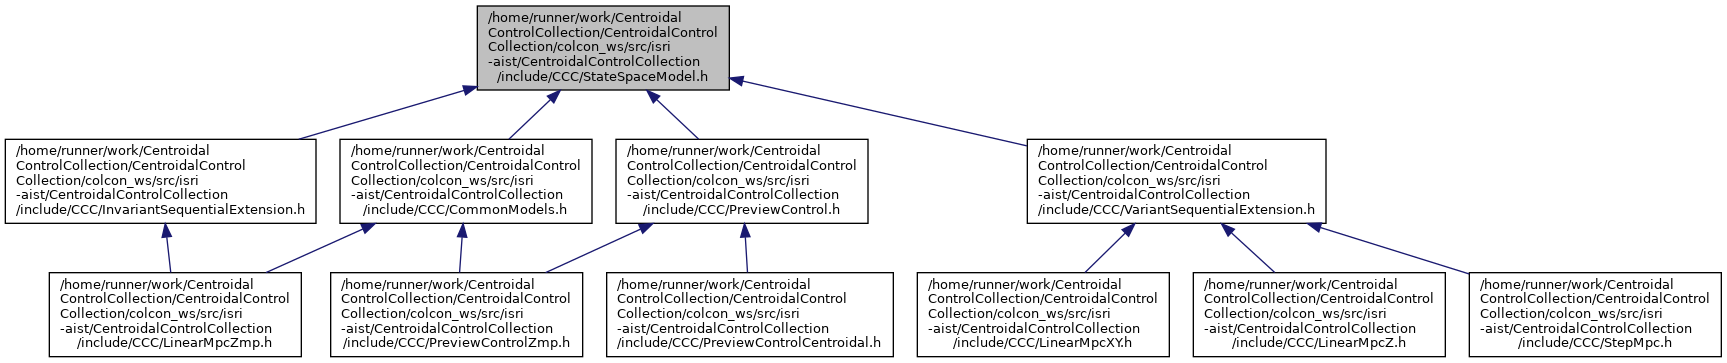 /home/runner/work/Centroidal
ControlCollection/CentroidalControl
Collection/colcon_ws/src/isri
-aist/CentroidalControlCollection
/include/CCC/StateSpaceModel.h
/home/runner/work/Centroidal
ControlCollection/CentroidalControl
Collection/colcon_ws/src/isri
-aist/CentroidalControlCollection
/include/CCC/InvariantSequentialExtension.h
/home/runner/work/Centroidal
ControlCollection/CentroidalControl
Collection/colcon_ws/src/isri
-aist/CentroidalControlCollection
/include/CCC/CommonModels.h
/home/runner/work/Centroidal
ControlCollection/CentroidalControl
Collection/colcon_ws/src/isri
-aist/CentroidalControlCollection
/include/CCC/PreviewControl.h
/home/runner/work/Centroidal
ControlCollection/CentroidalControl
Collection/colcon_ws/src/isri
-aist/CentroidalControlCollection
/include/CCC/VariantSequentialExtension.h
/home/runner/work/Centroidal
ControlCollection/CentroidalControl
Collection/colcon_ws/src/isri
-aist/CentroidalControlCollection
/include/CCC/LinearMpcZmp.h
/home/runner/work/Centroidal
ControlCollection/CentroidalControl
Collection/colcon_ws/src/isri
-aist/CentroidalControlCollection
/include/CCC/PreviewControlZmp.h
/home/runner/work/Centroidal
ControlCollection/CentroidalControl
Collection/colcon_ws/src/isri
-aist/CentroidalControlCollection
/include/CCC/PreviewControlCentroidal.h
/home/runner/work/Centroidal
ControlCollection/CentroidalControl
Collection/colcon_ws/src/isri
-aist/CentroidalControlCollection
/include/CCC/LinearMpcXY.h
/home/runner/work/Centroidal
ControlCollection/CentroidalControl
Collection/colcon_ws/src/isri
-aist/CentroidalControlCollection
/include/CCC/LinearMpcZ.h
/home/runner/work/Centroidal
ControlCollection/CentroidalControl
Collection/colcon_ws/src/isri
-aist/CentroidalControlCollection
/include/CCC/StepMpc.h